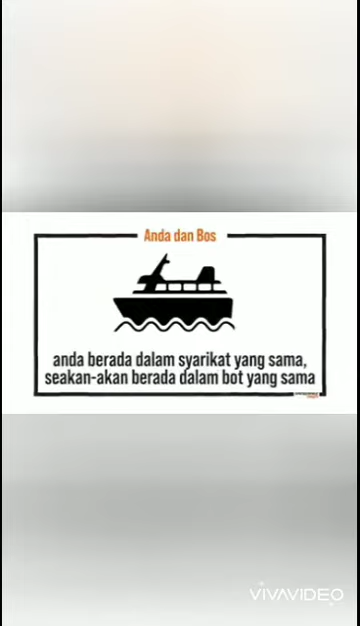 Anda dan Bos
anda berada dalam syarikat yang sama,
seakan-akan berada dalam bot yang sama
VIVAVIDEO